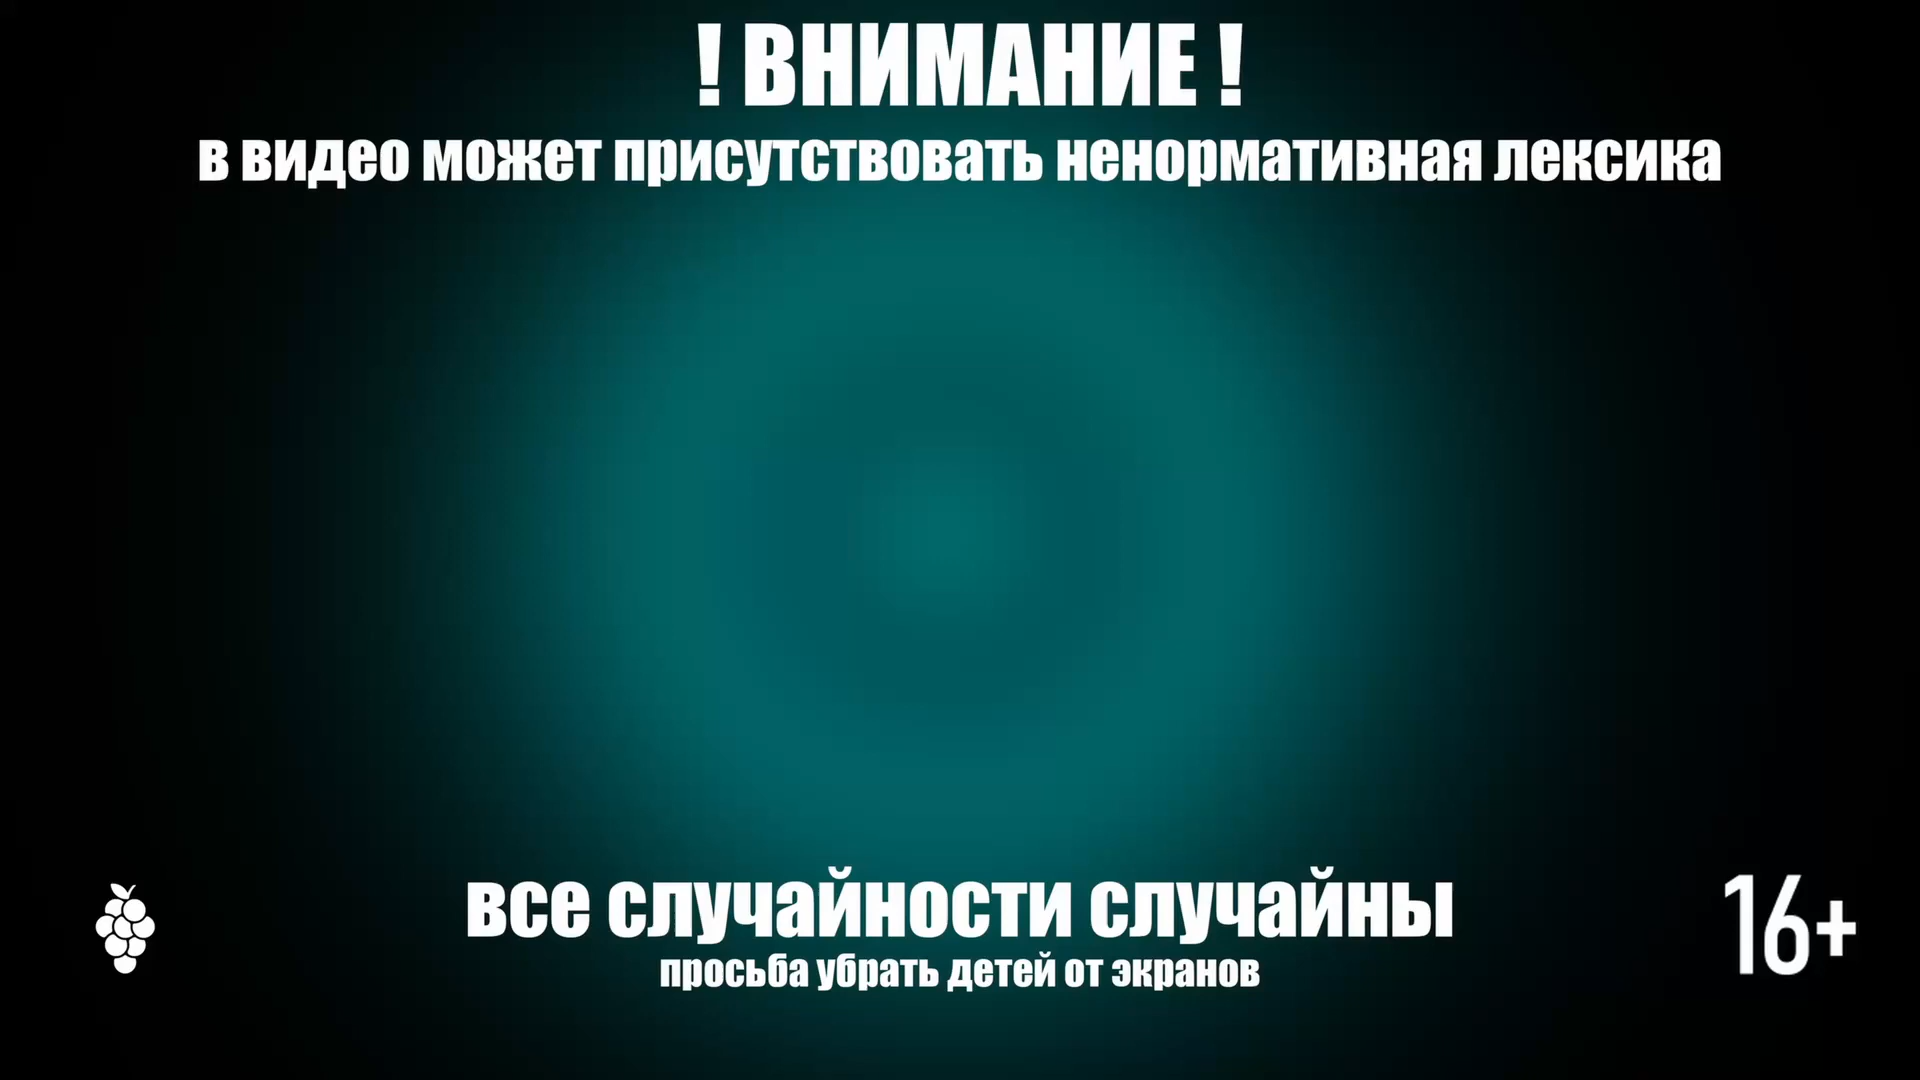 ! ВНИМАНИЕ !
в видео может присутствовать ненормативная лексика
все случайности случайны
просьба убрать детей от экранов
16+